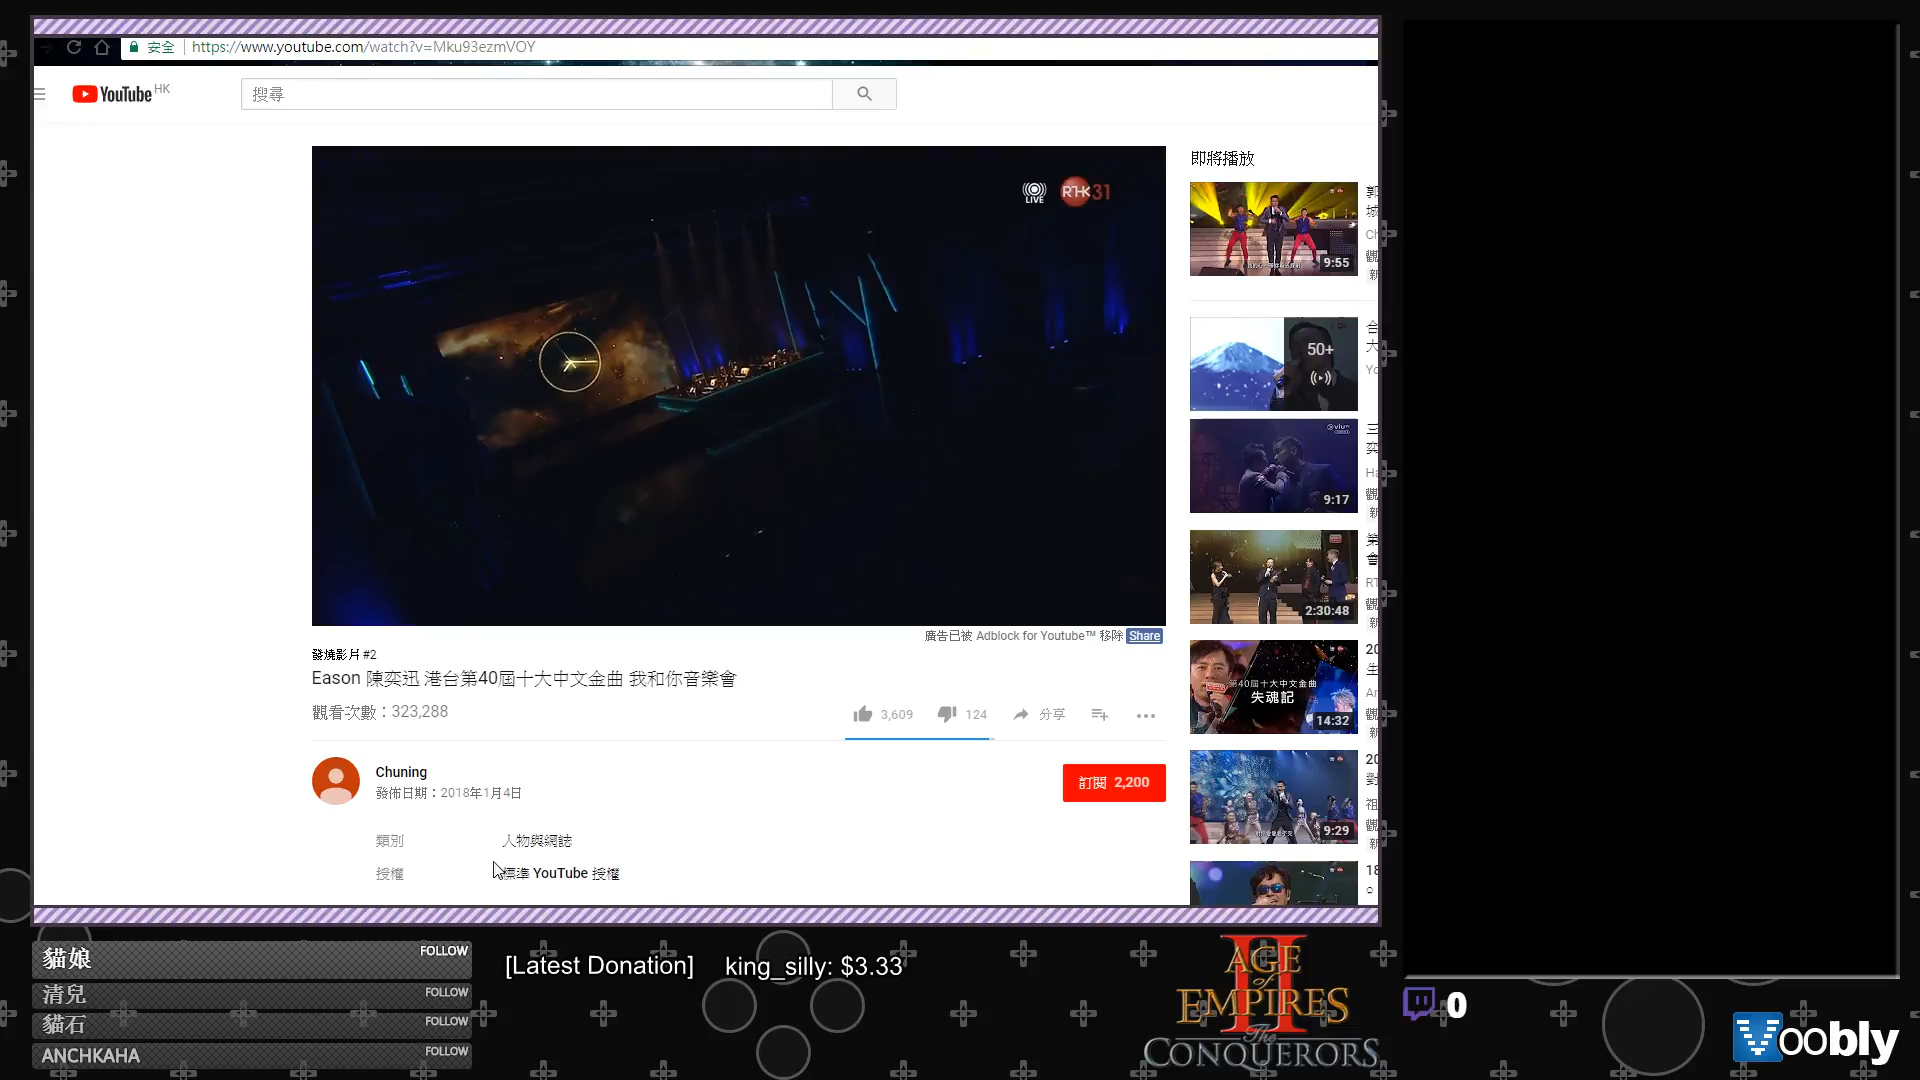 安全 https://www.youtube.com/watch?v=Mku93ezmVOY
YouTube HK
搜尋
LIVE RTHK 31
即將播放
9:55
50+
viu
9:17
2:30:48
第40屆十大中文金曲
失魂記
14:32
9:29
廣告已被 Adblock for Youtube™ 移除 Share
發燒影片 #2
Eason 陳奕迅 港台第40屆十大中文金曲 我和你音樂會
觀看次數：323,288
3,609 124 分享
Chuning
發佈日期：2018年1月4日
訂閱 2,200
類別 人物與網誌
授權 標準 YouTube 授權
貓娘 FOLLOW
清兒 FOLLOW
貓石 FOLLOW
ANCHKAHA FOLLOW
[Latest Donation] king_silly: $3.33
AGE of EMPIRES II
The CONQUERORS
0
Voobly